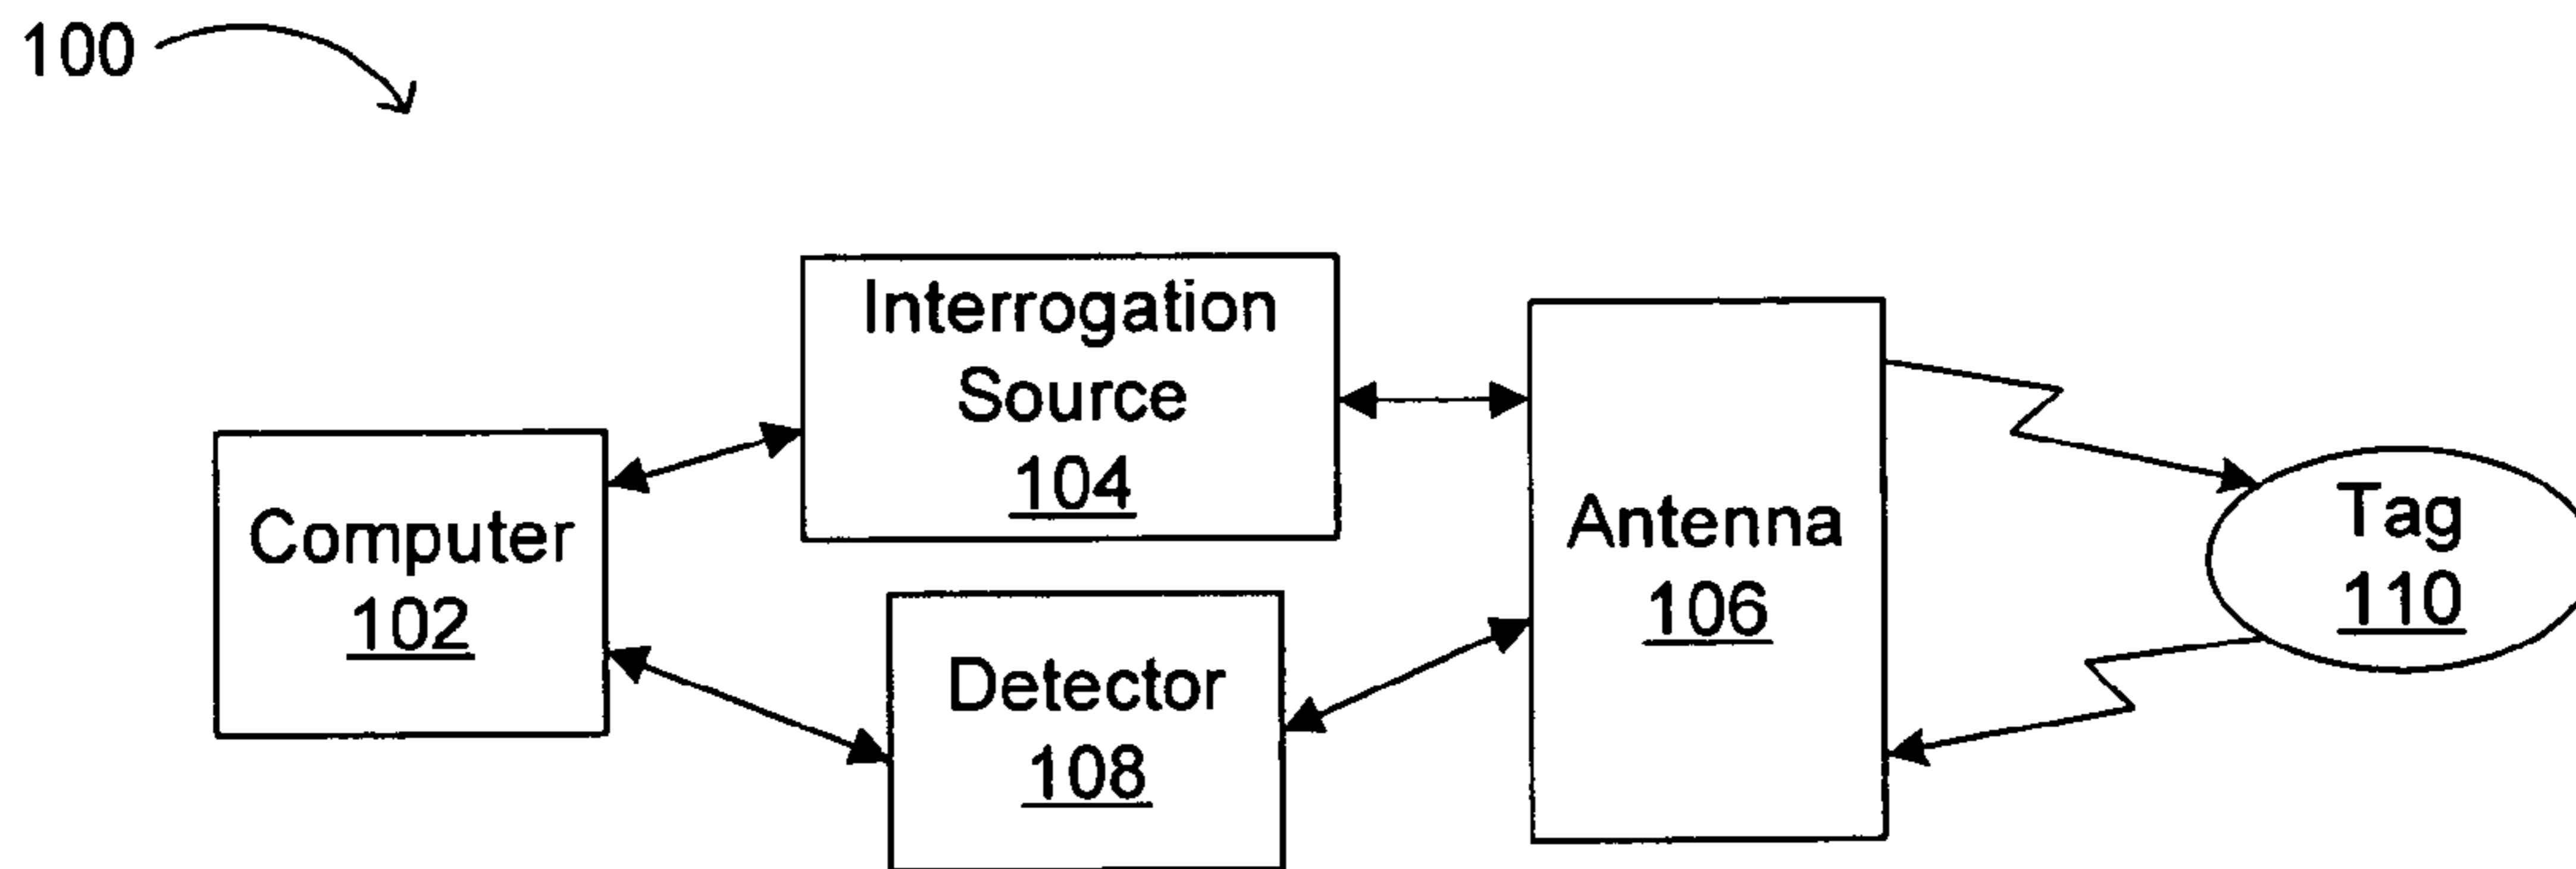 100
Interrogation
Source
104
Computer
102
Detector
108
Antenna
106
Tag
110